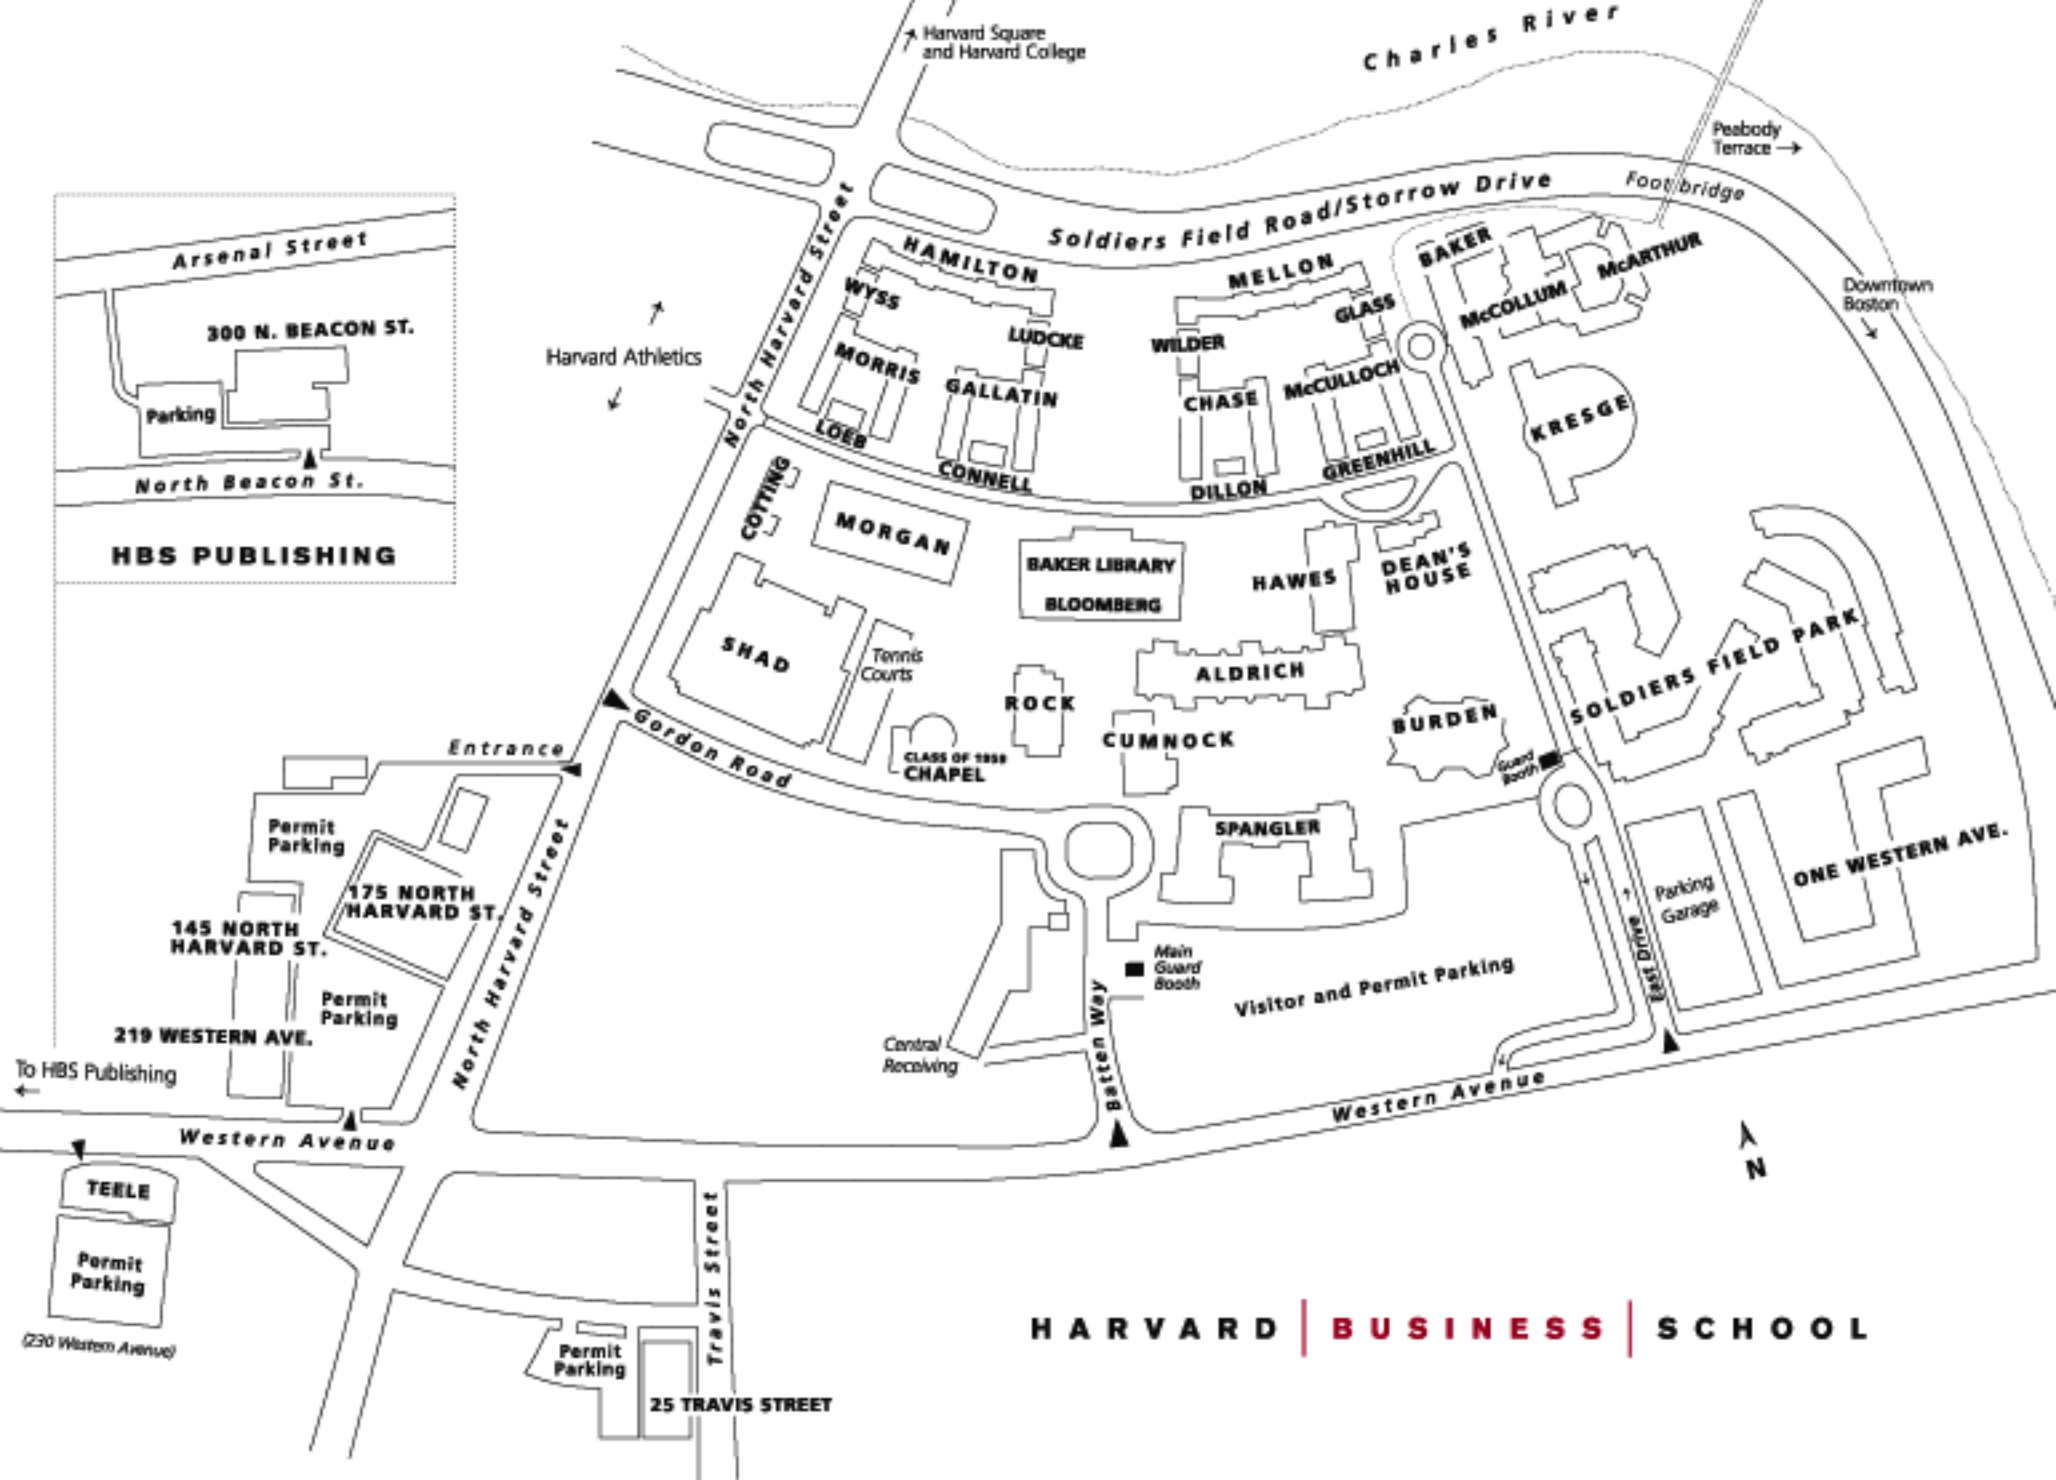 Harvard Square
and Harvard College
Charles River
Peabody
Terrace
Footbridge
Soldiers Field Road/Storrow Drive
North Harvard Street
Downtown
Boston
Arsenal Street
300 N. BEACON ST.
Parking
North Beacon St.
HBS PUBLISHING
Harvard Athletics
HAMILTON
WYSS
LUDCKE
MORRIS
GALLATIN
LOEB
CONNELL
MELLON
GLASS
WILDER
McCULLOCH
CHASE
GREENHILL
DILLON
BAKER
McARTHUR
McCOLLUM
KRESGE
COTTING
MORGAN
BAKER LIBRARY
BLOOMBERG
HAWES
DEAN'S
HOUSE
SHAD
Tennis
Courts
ALDRICH
ROCK
CUMNOCK
BURDEN
SOLDIERS FIELD PARK
Guard
Booth
CLASS OF 1959
CHAPEL
Gordon Road
Entrance
SPANGLER
ONE WESTERN AVE.
Parking
Garage
East Drive
Permit
Parking
175 NORTH
HARVARD ST.
145 NORTH
HARVARD ST.
Permit
Parking
219 WESTERN AVE.
North Harvard Street
Main
Guard
Booth
Visitor and Permit Parking
Central
Receiving
Batten Way
To HBS Publishing
Western Avenue
Western Avenue
N
TEELE
Permit
Parking
(230 Western Avenue)
Travis Street
Permit
Parking
25 TRAVIS STREET
HARVARD BUSINESS SCHOOL